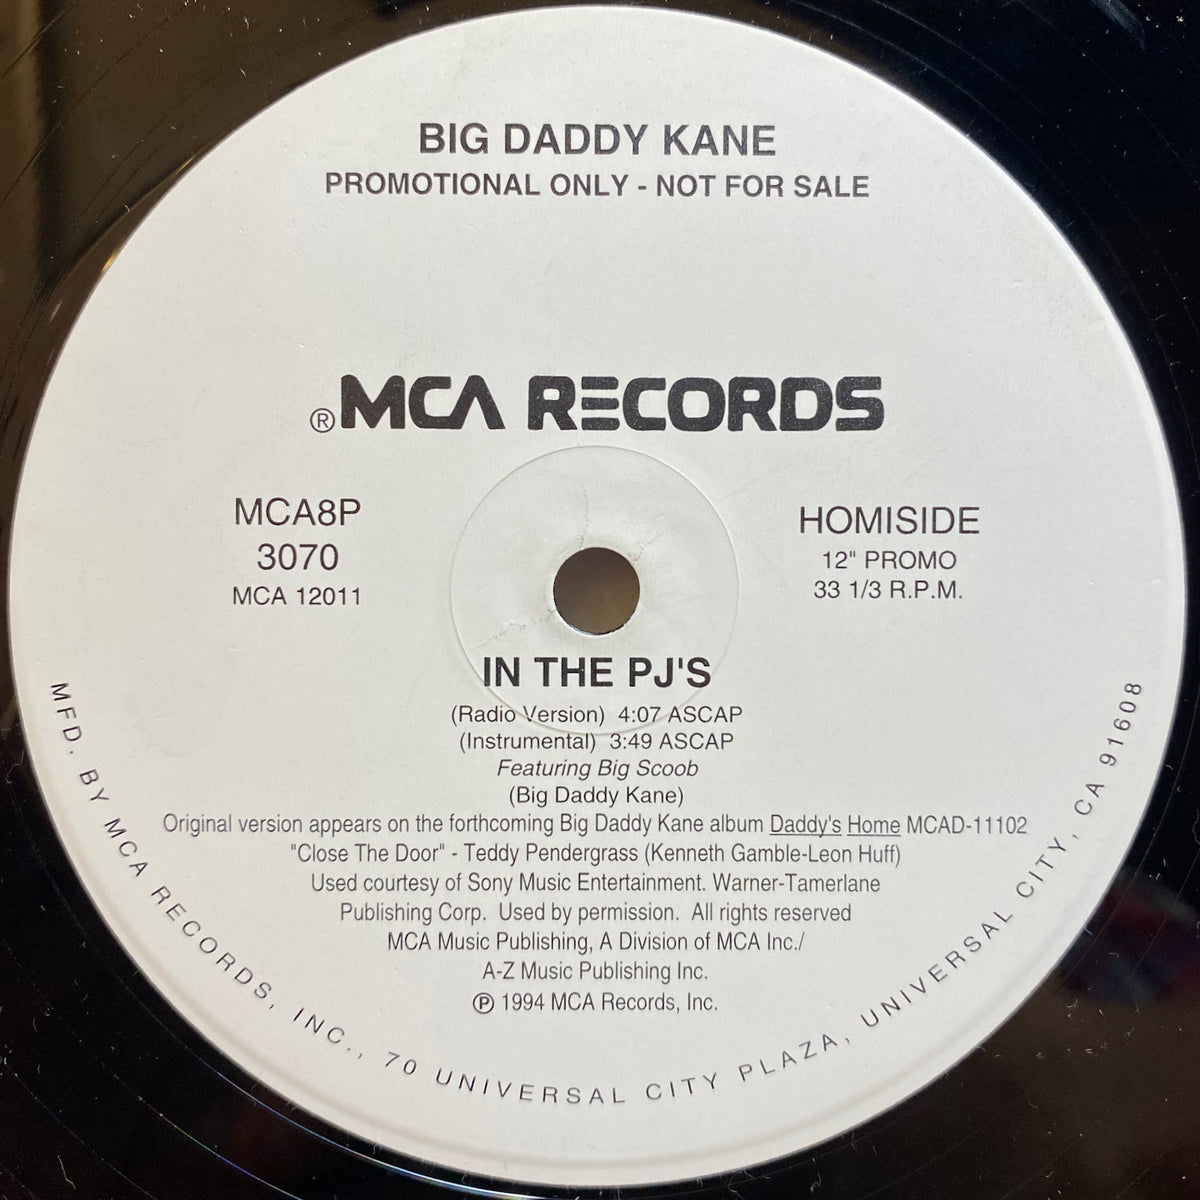 BIG DADDY KANE
PROMOTIONAL ONLY - NOT FOR SALE
®MCA RECORDS
MCA8P
3070
MCA 12011
HOMISIDE
12" PROMO
33 1/3 R.P.M.
IN THE PJ'S
(Radio Version) 4:07 ASCAP
(Instrumental) 3:49 ASCAP
Featuring Big Scoob
(Big Daddy Kane)
Original version appears on the forthcoming Big Daddy Kane album Daddy's Home MCAD-11102
"Close The Door" - Teddy Pendergrass (Kenneth Gamble-Leon Huff)
Used courtesy of Sony Music Entertainment. Warner-Tamerlane
Publishing Corp. Used by permission. All rights reserved
MCA Music Publishing, A Division of MCA Inc./
A-Z Music Publishing Inc.
℗ 1994 MCA Records, Inc.
MFD. BY MCA RECORDS, INC., 70 UNIVERSAL CITY PLAZA, UNIVERSAL CITY, CA 91608